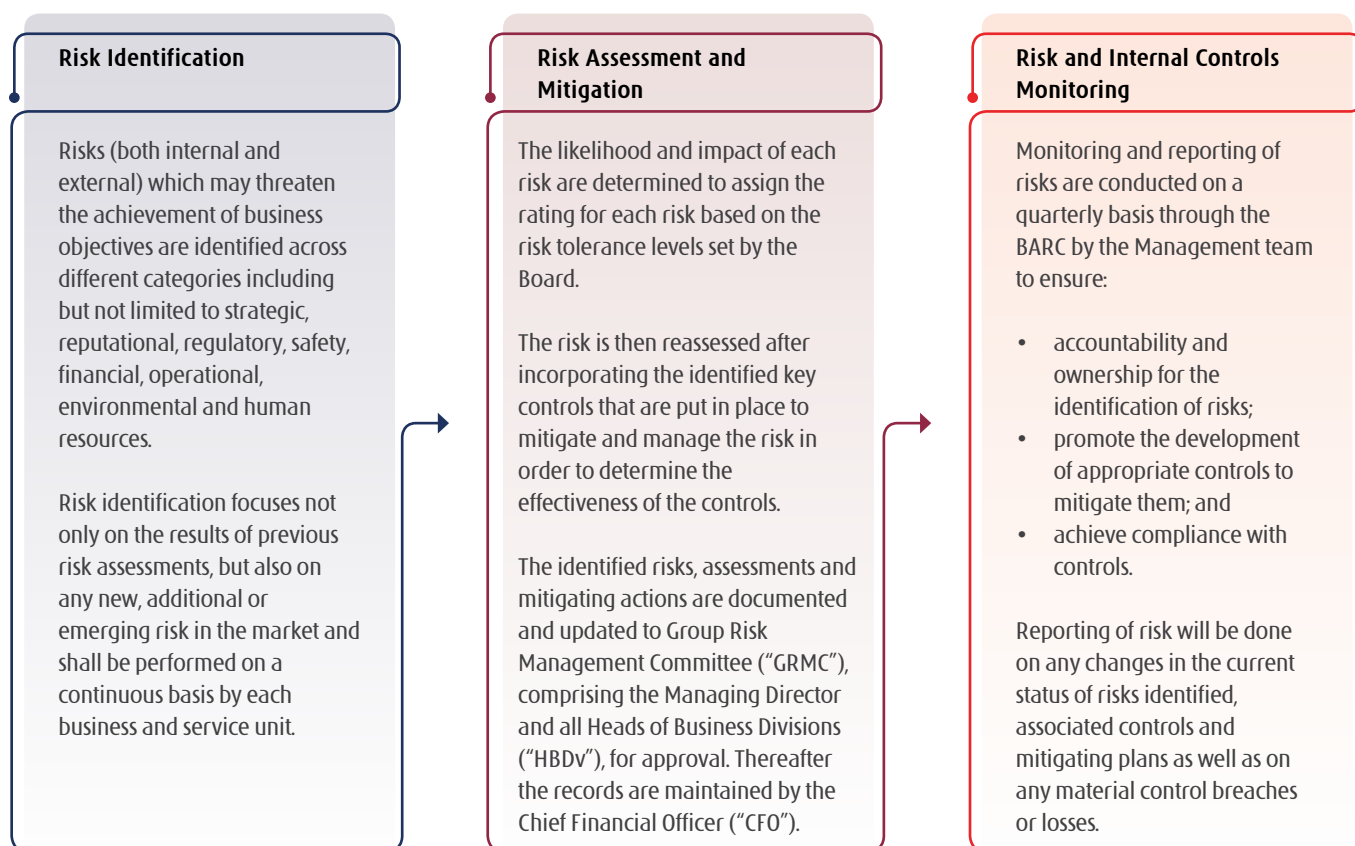 Risk Identification
Risks (both internal and
external) which may threaten
the achievement of business
objectives are identified across
different categories including
but not limited to strategic,
reputational, regulatory, safety,
financial, operational,
environmental and human
resources.
Risk identification focuses not
only on the results of previous
risk assessments, but also on
any new, additional or
emerging risk in the market and
shall be performed on a
continuous basis by each
business and service unit.
Risk Assessment and
Mitigation
The likelihood and impact of each
risk are determined to assign the
rating for each risk based on the
risk tolerance levels set by the
Board.
The risk is then reassessed after
incorporating the identified key
controls that are put in place to
mitigate and manage the risk in
order to determine the
effectiveness of the controls.
The identified risks, assessments and
mitigating actions are documented
and updated to Group Risk
Management Committee (“GRMC”),
comprising the Managing Director
and all Heads of Business Divisions
(“HBDv”), for approval. Thereafter
the records are maintained by the
Chief Financial Officer (“CFO”).
Risk and Internal Controls
Monitoring
Monitoring and reporting of
risks are conducted on a
quarterly basis through the
BARC by the Management team
to ensure:
• accountability and
ownership for the
identification of risks;
• promote the development
of appropriate controls to
mitigate them; and
• achieve compliance with
controls.
Reporting of risk will be done
on any changes in the current
status of risks identified,
associated controls and
mitigating plans as well as on
any material control breaches
or losses.